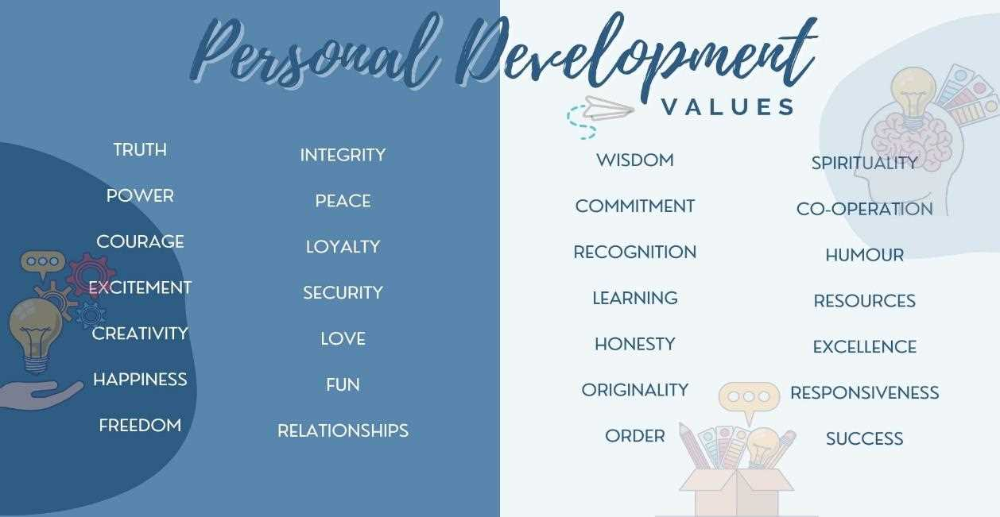 Personal Development
VALUES
TRUTH
POWER
COURAGE
EXCITEMENT
CREATIVITY
HAPPINESS
FREEDOM
INTEGRITY
PEACE
LOYALTY
SECURITY
LOVE
FUN
RELATIONSHIPS
WISDOM
COMMITMENT
RECOGNITION
LEARNING
HONESTY
ORIGINALITY
ORDER
SPIRITUALITY
CO-OPERATION
HUMOUR
RESOURCES
EXCELLENCE
RESPONSIVENESS
SUCCESS